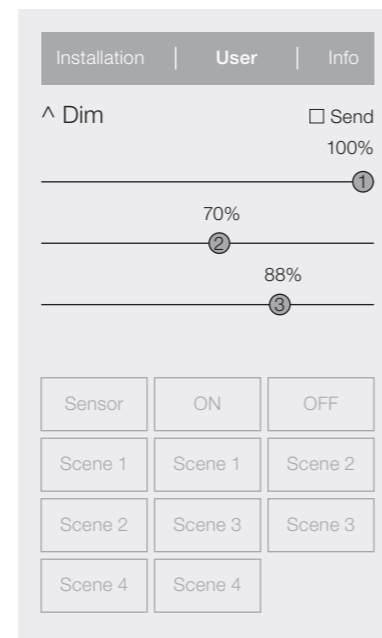 Installation | User | Info
^ Dim ☐ Send
100%
1
70%
2
88%
3
Sensor ON OFF
Scene 1 Scene 1 Scene 2
Scene 2 Scene 3 Scene 3
Scene 4 Scene 4